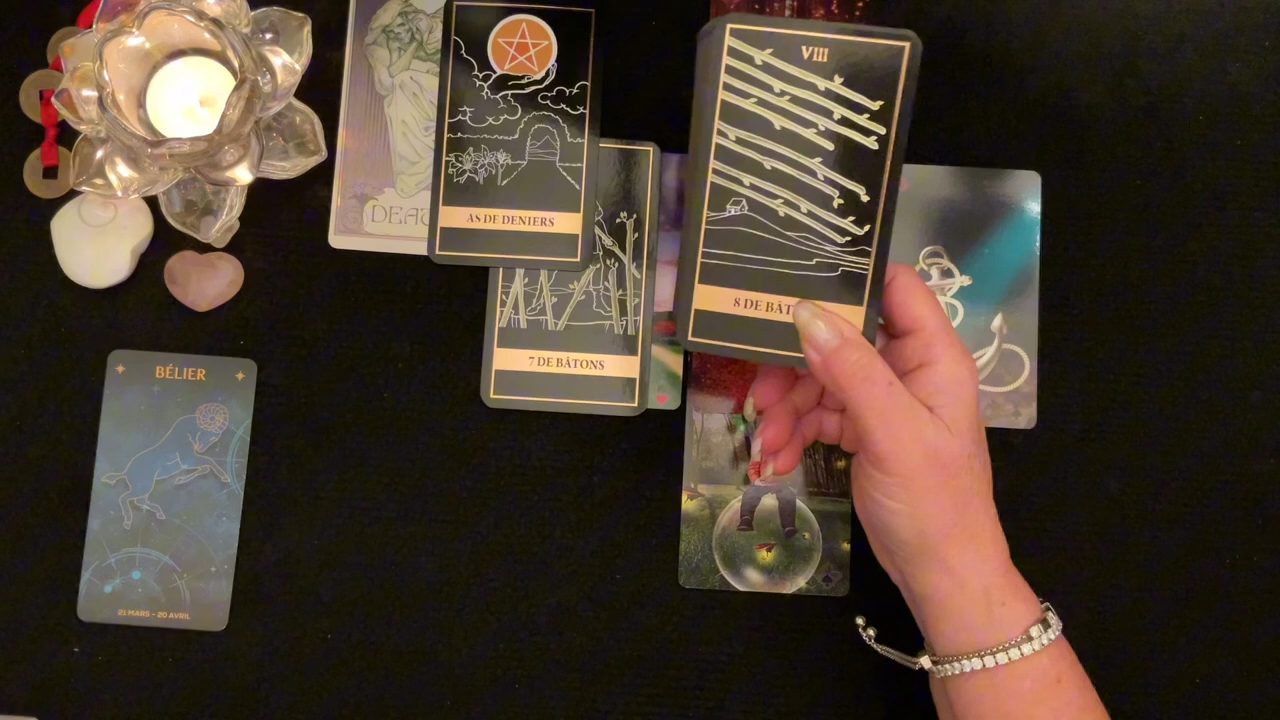 VIII
AS DE DENIERS
8 DE BÂT
7 DE BÂTONS
BÉLIER
21 MARS - 20 AVRIL